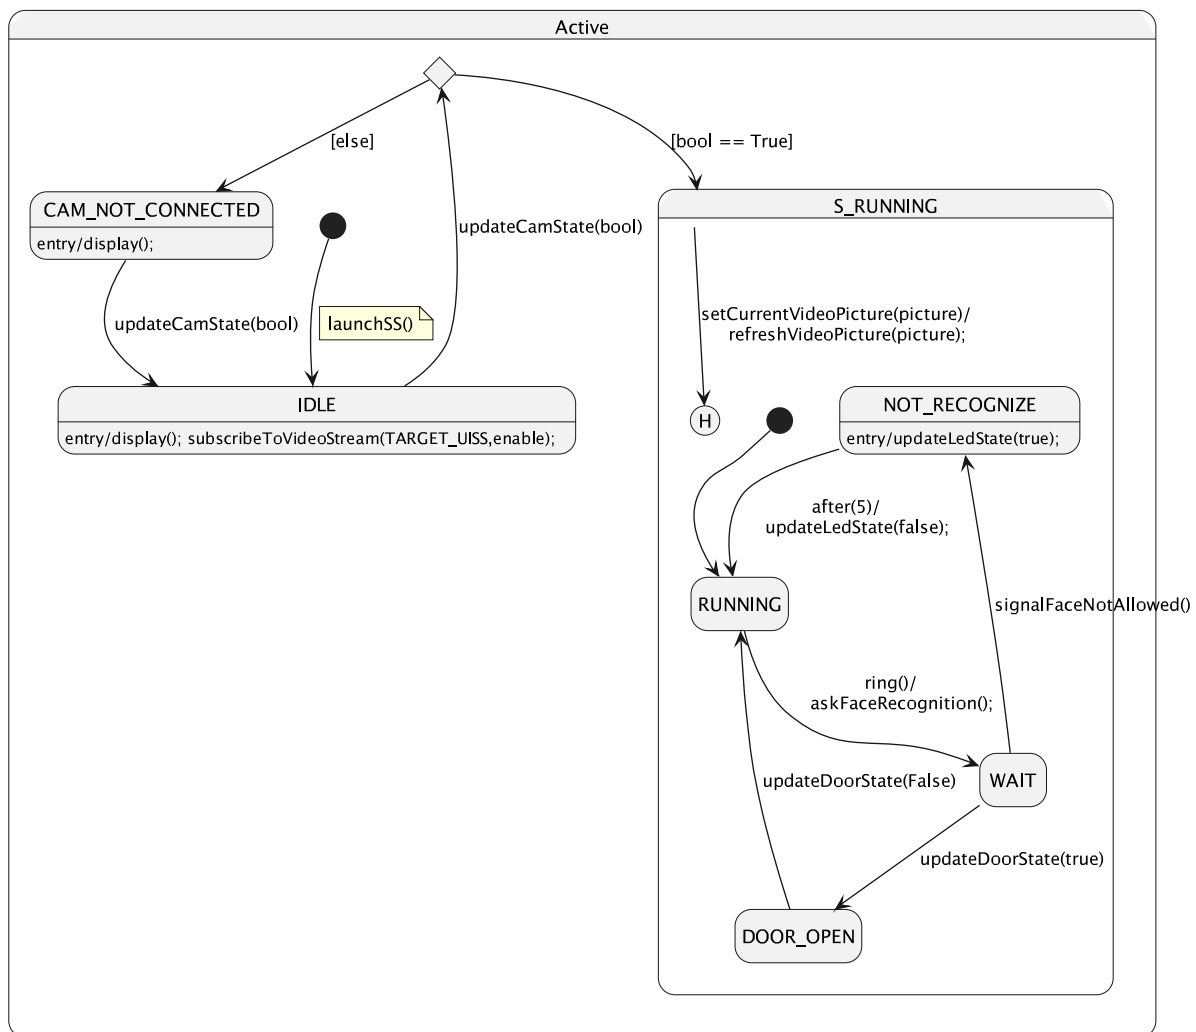 Active
[else]
[bool == True]
CAM_NOT_CONNECTED
entry/display();
updateCamState(bool)
S_RUNNING
updateCamState(bool)
launchSS()
setCurrentVideoPicture(picture)/
refreshVideoPicture(picture);
IDLE
entry/display(); subscribeToVideoStream(TARGET_UISS,enable);
H
NOT_RECOGNIZE
entry/updateLedState(true);
after(5)/
updateLedState(false);
RUNNING
signalFaceNotAllowed()
ring()/
askFaceRecognition();
updateDoorState(False)
WAIT
updateDoorState(true)
DOOR_OPEN